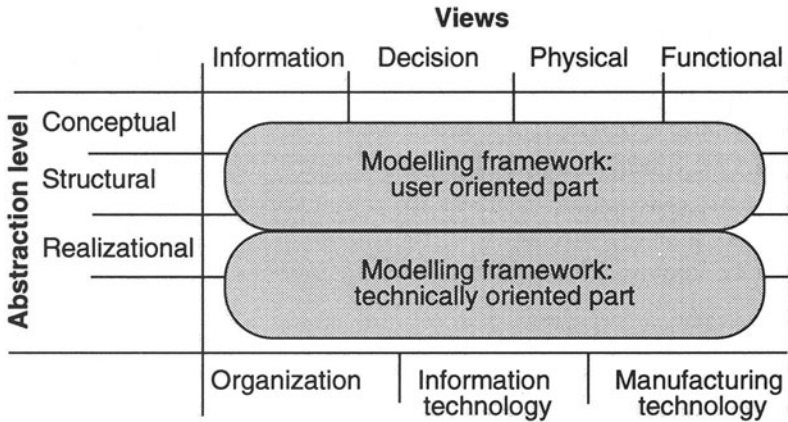 Views
Information Decision Physical Functional
Abstraction level
Conceptual
Structural
Realizational
Modelling framework:
user oriented part
Modelling framework:
technically oriented part
Organization Information technology Manufacturing technology